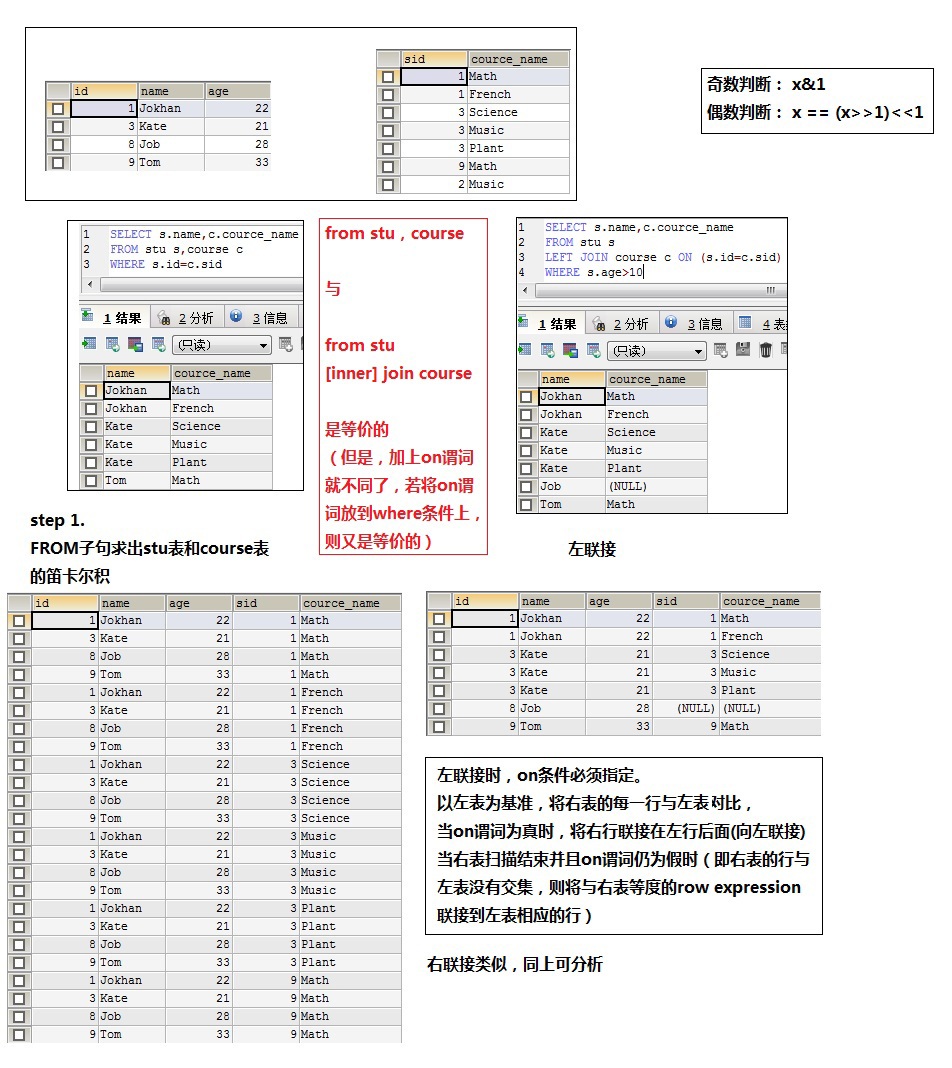 id name age
1 Jokhan 22
3 Kate 21
8 Job 28
9 Tom 33
sid cource_name
1 Math
1 French
3 Science
3 Music
3 Plant
9 Math
2 Music
奇数判断： x&1
偶数判断： x == (x>>1)<<1
1 SELECT s.name,c.cource_name
2 FROM stu s,course c
3 WHERE s.id=c.sid
1 结果 2 分析 3 信息
(只读)
name cource_name
Jokhan Math
Jokhan French
Kate Science
Kate Music
Kate Plant
Tom Math
from stu , course
与
from stu
[inner] join course
是等价的
（但是，加上on谓词
就不同了，若将on谓
词放到where条件上，
则又是等价的）
1 SELECT s.name,c.cource_name
2 FROM stu s
3 LEFT JOIN course c ON (s.id=c.sid)
4 WHERE s.age>10
1 结果 2 分析 3 信息 4
(只读)
name cource_name
Jokhan Math
Jokhan French
Kate Science
Kate Music
Kate Plant
Job (NULL)
Tom Math
step 1.
FROM子句求出stu表和course表
的笛卡尔积
左联接
id name age sid cource_name
1 Jokhan 22 1 Math
3 Kate 21 1 Math
8 Job 28 1 Math
9 Tom 33 1 Math
1 Jokhan 22 1 French
3 Kate 21 1 French
8 Job 28 1 French
9 Tom 33 1 French
1 Jokhan 22 3 Science
3 Kate 21 3 Science
8 Job 28 3 Science
9 Tom 33 3 Science
1 Jokhan 22 3 Music
3 Kate 21 3 Music
8 Job 28 3 Music
9 Tom 33 3 Music
1 Jokhan 22 3 Plant
3 Kate 21 3 Plant
8 Job 28 3 Plant
9 Tom 33 3 Plant
1 Jokhan 22 9 Math
3 Kate 21 9 Math
8 Job 28 9 Math
9 Tom 33 9 Math
id name age sid cource_name
1 Jokhan 22 1 Math
1 Jokhan 22 1 French
3 Kate 21 3 Science
3 Kate 21 3 Music
3 Kate 21 3 Plant
8 Job 28 (NULL) (NULL)
9 Tom 33 9 Math
左联接时，on条件必须指定。
以左表为基准，将右表的每一行与左表对比，
当on谓词为真时，将右行联接在左行后面(向左联接)
当右表扫描结束并且on谓词仍为假时（即右表的行与
左表没有交集，则将与右表等度的row expression
联接到左表相应的行）
右联接类似，同上可分析